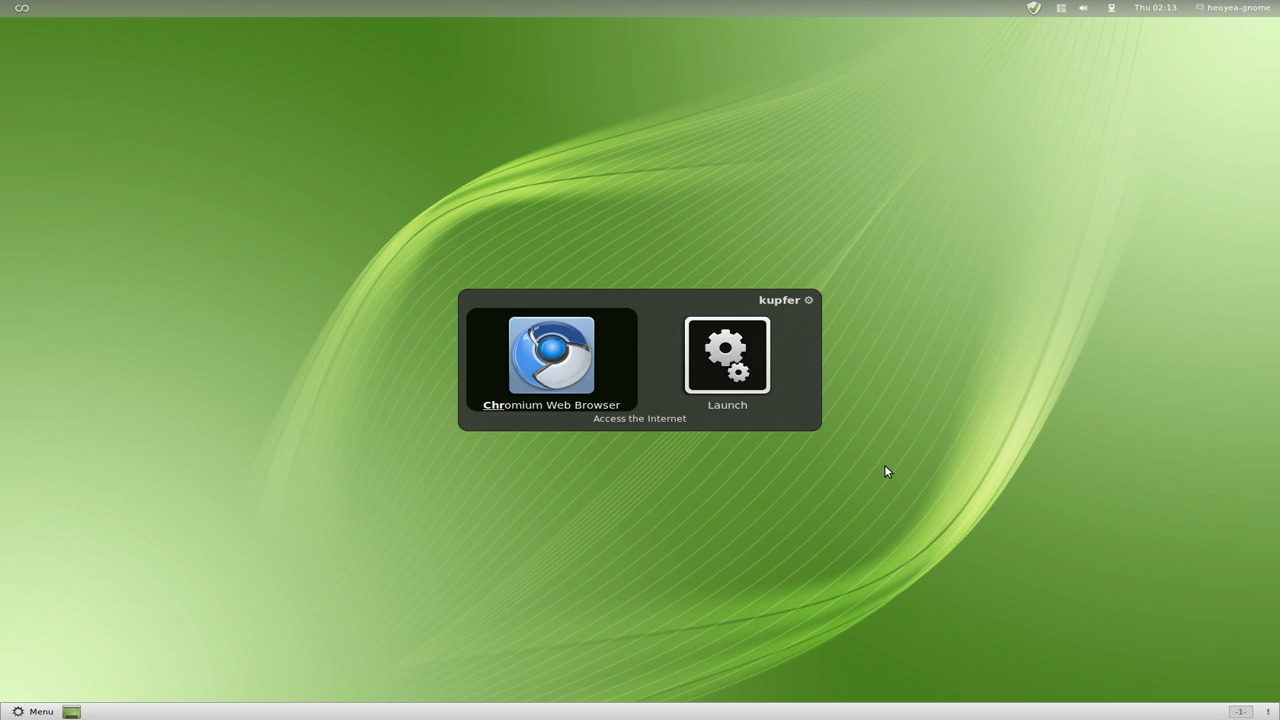 Thu 02:13 heoyea-gnome
kupfer
Chromium Web Browser Launch
Access the Internet
Menu -1- !